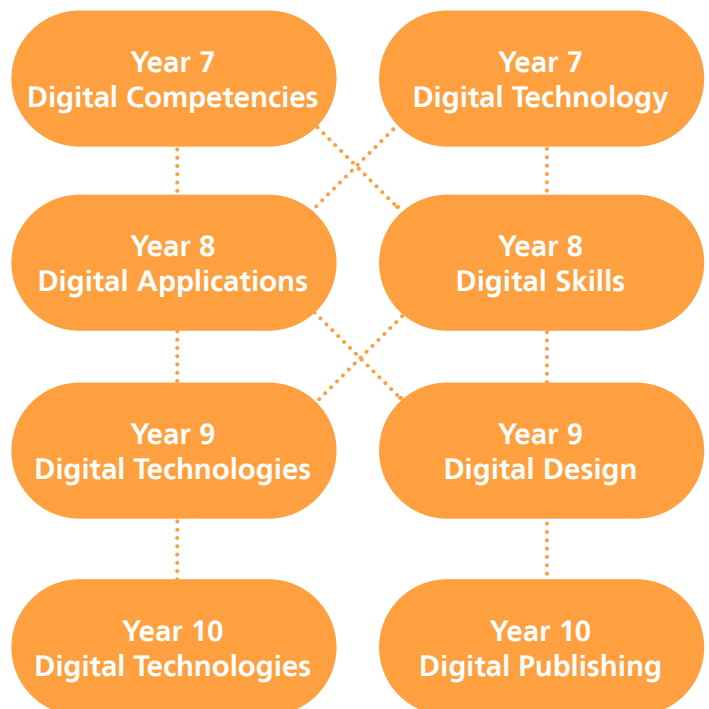 Year 7
Digital Competencies
Year 7
Digital Technology
Year 8
Digital Applications
Year 8
Digital Skills
Year 9
Digital Technologies
Year 9
Digital Design
Year 10
Digital Technologies
Year 10
Digital Publishing